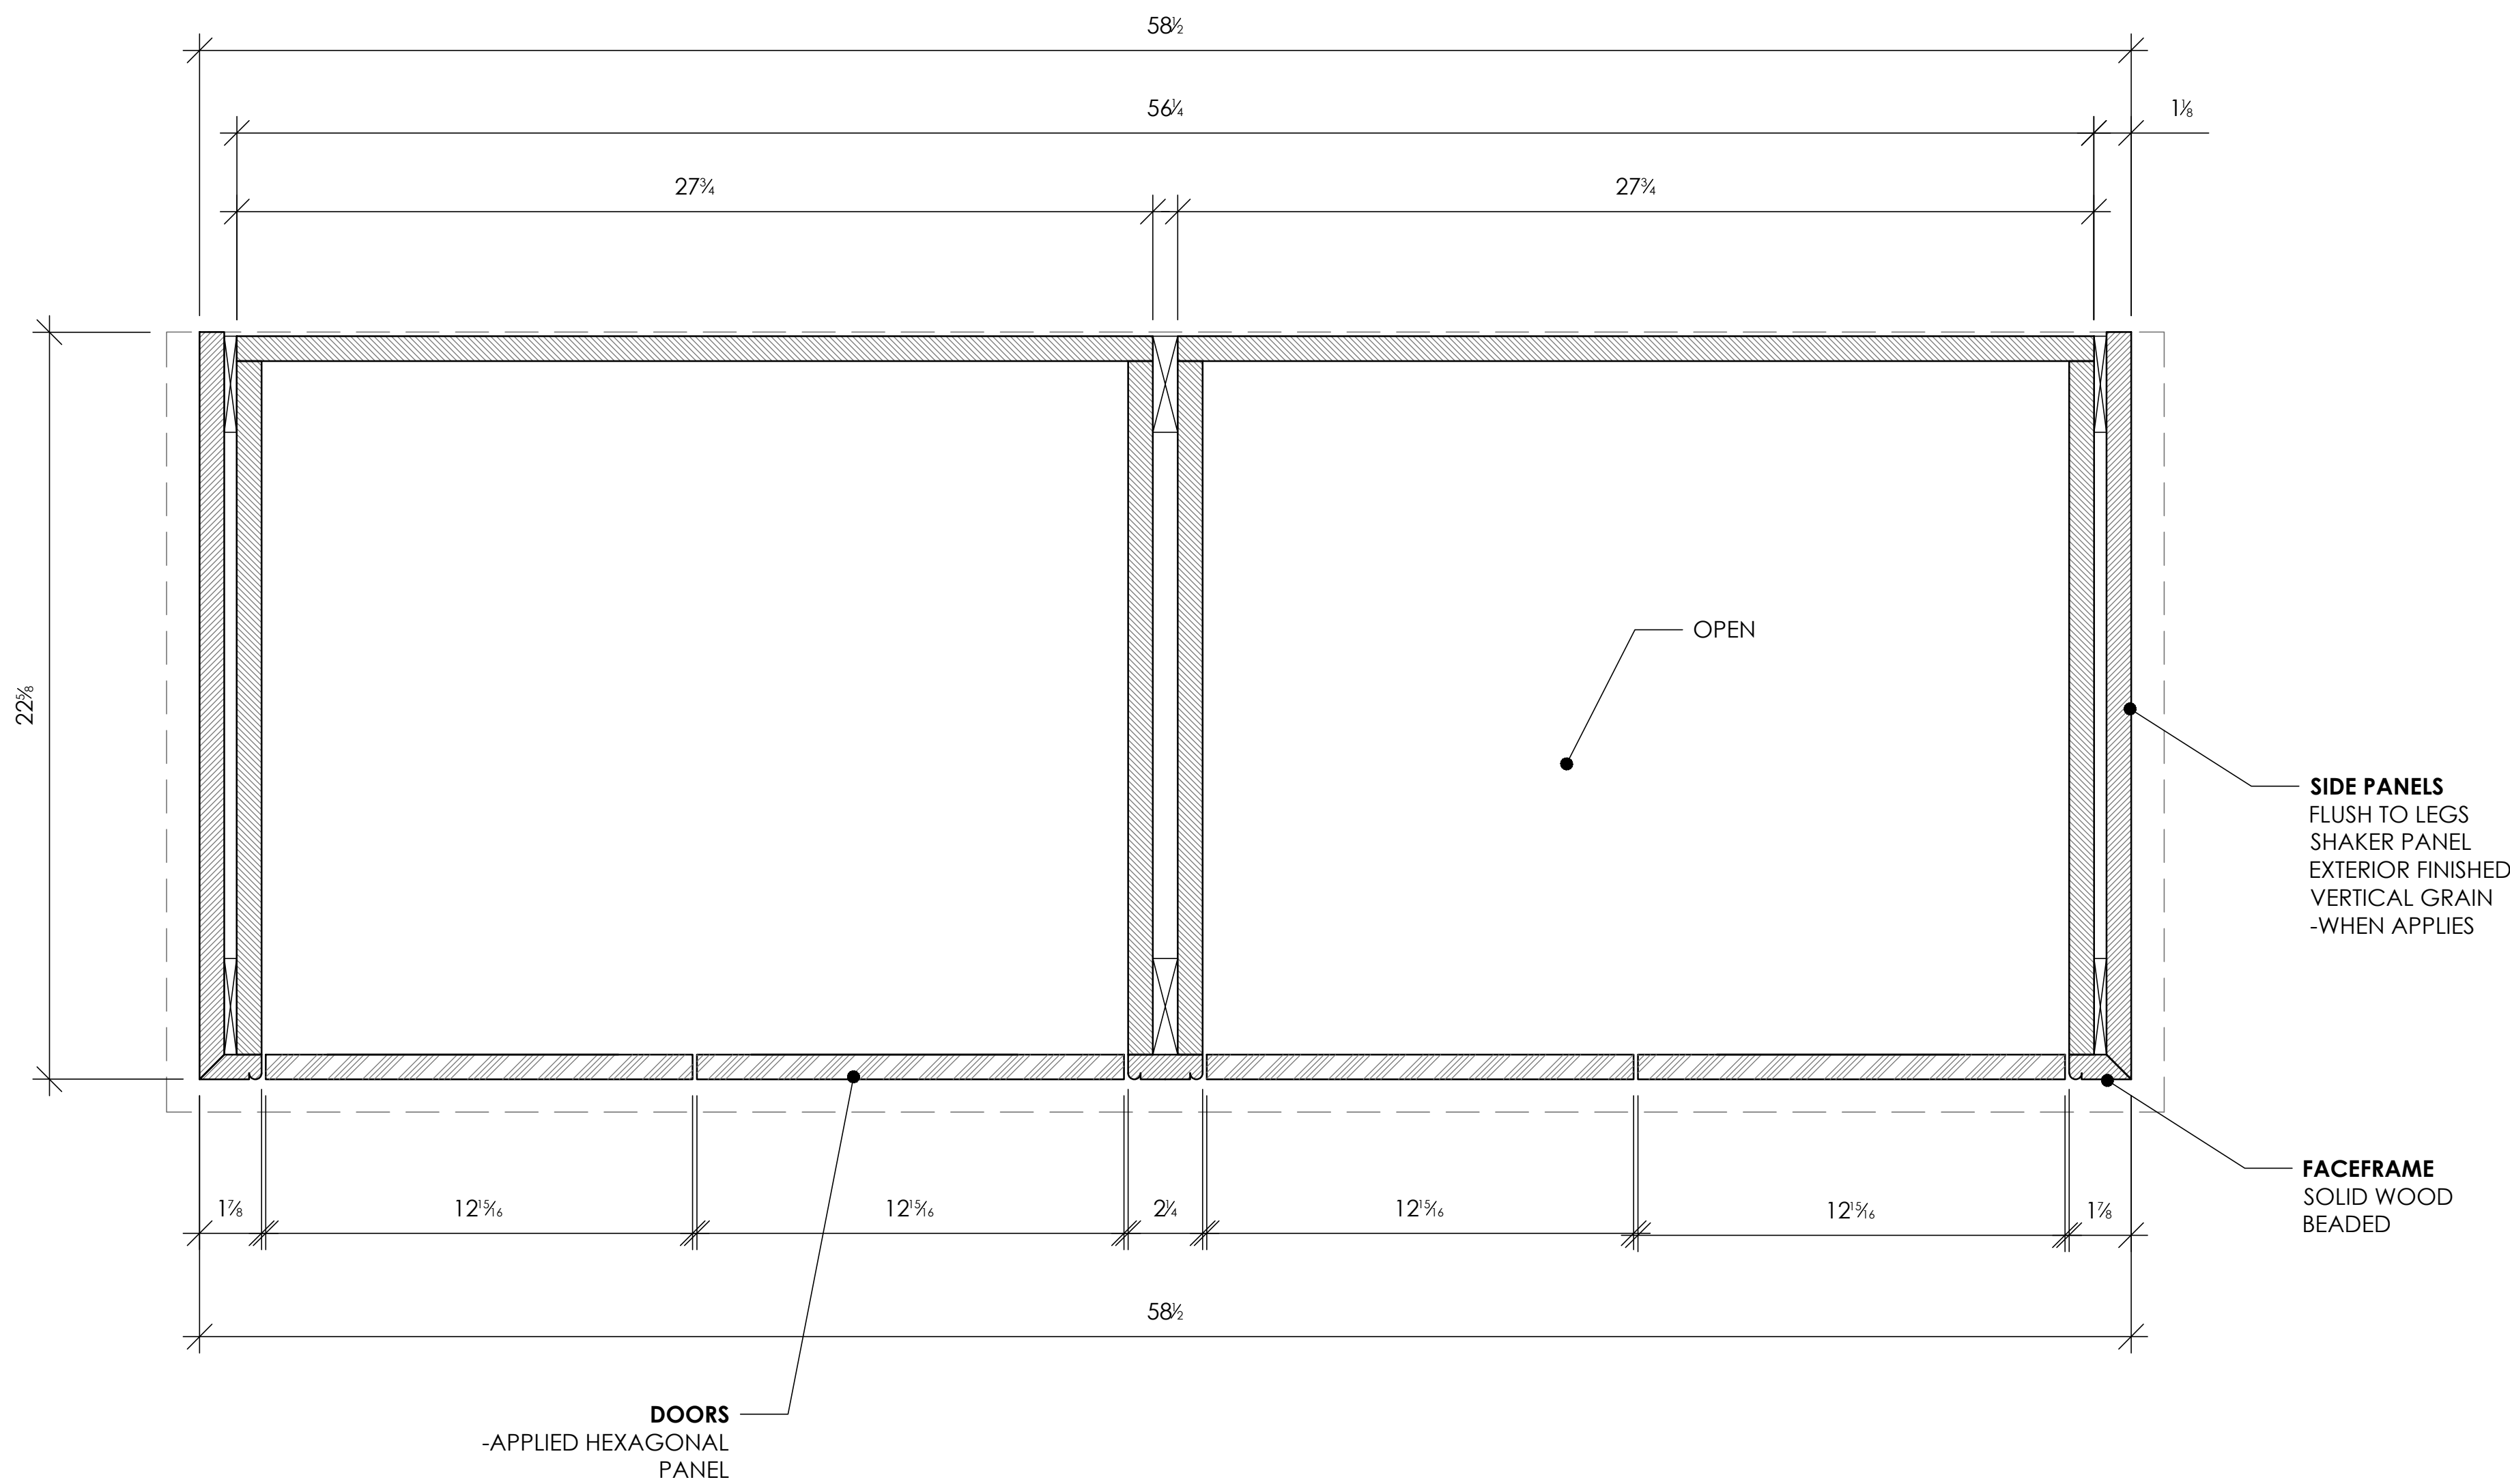 58½
56¼
1⅛
27¾
27¾
22⅝
OPEN
SIDE PANELS
FLUSH TO LEGS
SHAKER PANEL
EXTERIOR FINISHED
VERTICAL GRAIN
-WHEN APPLIES
FACEFRAME
SOLID WOOD
BEADED
1⅞
12¹⁵⁄₁₆
12¹⁵⁄₁₆
2¼
12¹⁵⁄₁₆
12¹⁵⁄₁₆
1⅞
58½
DOORS
-APPLIED HEXAGONAL
PANEL